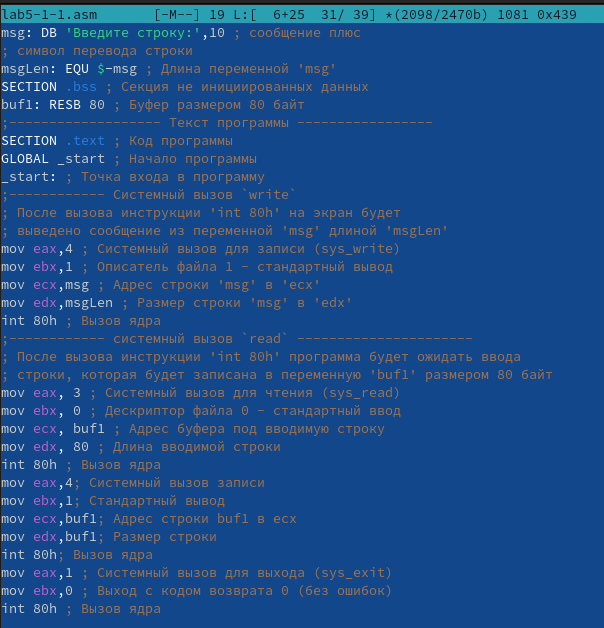 lab5-1-1.asm [-M--] 19 L:[ 6+25 31/ 39] *(2098/2470b) 1081 0x439
msg: DB 'Введите строку:',10 ; сообщение плюс
; символ перевода строки
msgLen: EQU $-msg ; Длина переменной 'msg'
SECTION .bss ; Секция не инициированных данных
buf1: RESB 80 ; Буфер размером 80 байт
;------------------- Текст программы -----------------
SECTION .text ; Код программы
GLOBAL _start ; Начало программы
_start: ; Точка входа в программу
;------------ Cистемный вызов `write`
; После вызова инструкции 'int 80h' на экран будет
; выведено сообщение из переменной 'msg' длиной 'msgLen'
mov eax,4 ; Системный вызов для записи (sys_write)
mov ebx,1 ; Описатель файла 1 - стандартный вывод
mov ecx,msg ; Адрес строки 'msg' в 'ecx'
mov edx,msgLen ; Размер строки 'msg' в 'edx'
int 80h ; Вызов ядра
;------------ системный вызов `read` ----------------------
; После вызова инструкции 'int 80h' программа будет ожидать ввода
; строки, которая будет записана в переменную 'buf1' размером 80 байт
mov eax, 3 ; Системный вызов для чтения (sys_read)
mov ebx, 0 ; Дескриптор файла 0 - стандартный ввод
mov ecx, buf1 ; Адрес буфера под вводимую строку
mov edx, 80 ; Длина вводимой строки
int 80h ; Вызов ядра
mov eax,4; Системный вызов записи
mov ebx,1; Стандартный вывод
mov ecx,buf1; Адрес строки buf1 в ecx
mov edx,buf1; Размер строки
int 80h; Вызов ядра
mov eax,1 ; Системный вызов для выхода (sys_exit)
mov ebx,0 ; Выход с кодом возврата 0 (без ошибок)
int 80h ; Вызов ядра